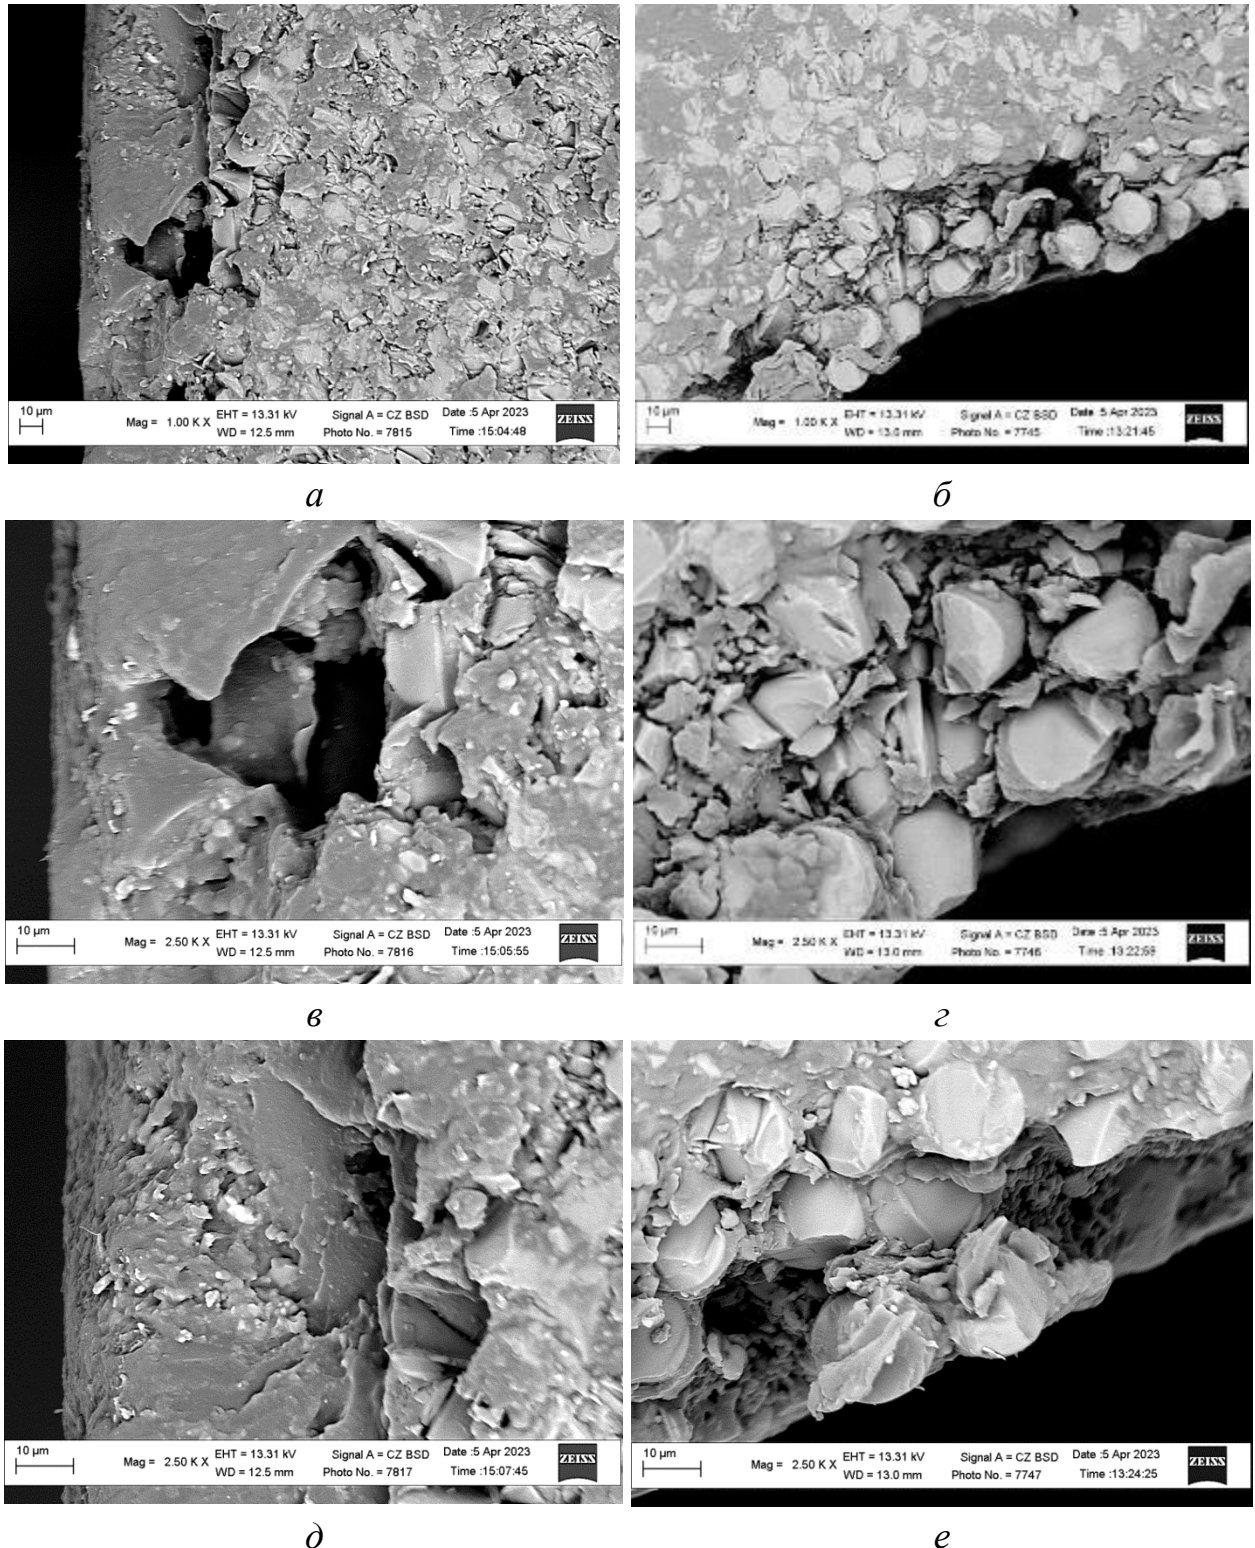 10 µm
Mag = 1.00 K X
EHT = 13.31 kV
WD = 12.5 mm
Signal A = CZ BSD
Photo No. = 7815
Date :5 Apr 2023
Time :15:04:48
ZEISS
10 µm
Mag = 1.00 K X
EHT = 13.31 kV
WD = 13.0 mm
Signal A = CZ BSD
Photo No. = 7745
Date :5 Apr 2023
Time :13:21:45
ZEISS
а
б
10 µm
Mag = 2.50 K X
EHT = 13.31 kV
WD = 12.5 mm
Signal A = CZ BSD
Photo No. = 7816
Date :5 Apr 2023
Time :15:05:55
ZEISS
10 µm
Mag = 2.50 K X
EHT = 13.31 kV
WD = 13.0 mm
Signal A = CZ BSD
Photo No. = 7746
Date :5 Apr 2023
Time :13:22:59
ZEISS
в
г
10 µm
Mag = 2.50 K X
EHT = 13.31 kV
WD = 12.5 mm
Signal A = CZ BSD
Photo No. = 7817
Date :5 Apr 2023
Time :15:07:45
ZEISS
10 µm
Mag = 2.50 K X
EHT = 13.31 kV
WD = 13.0 mm
Signal A = CZ BSD
Photo No. = 7747
Date :5 Apr 2023
Time :13:24:25
ZEISS
д
е